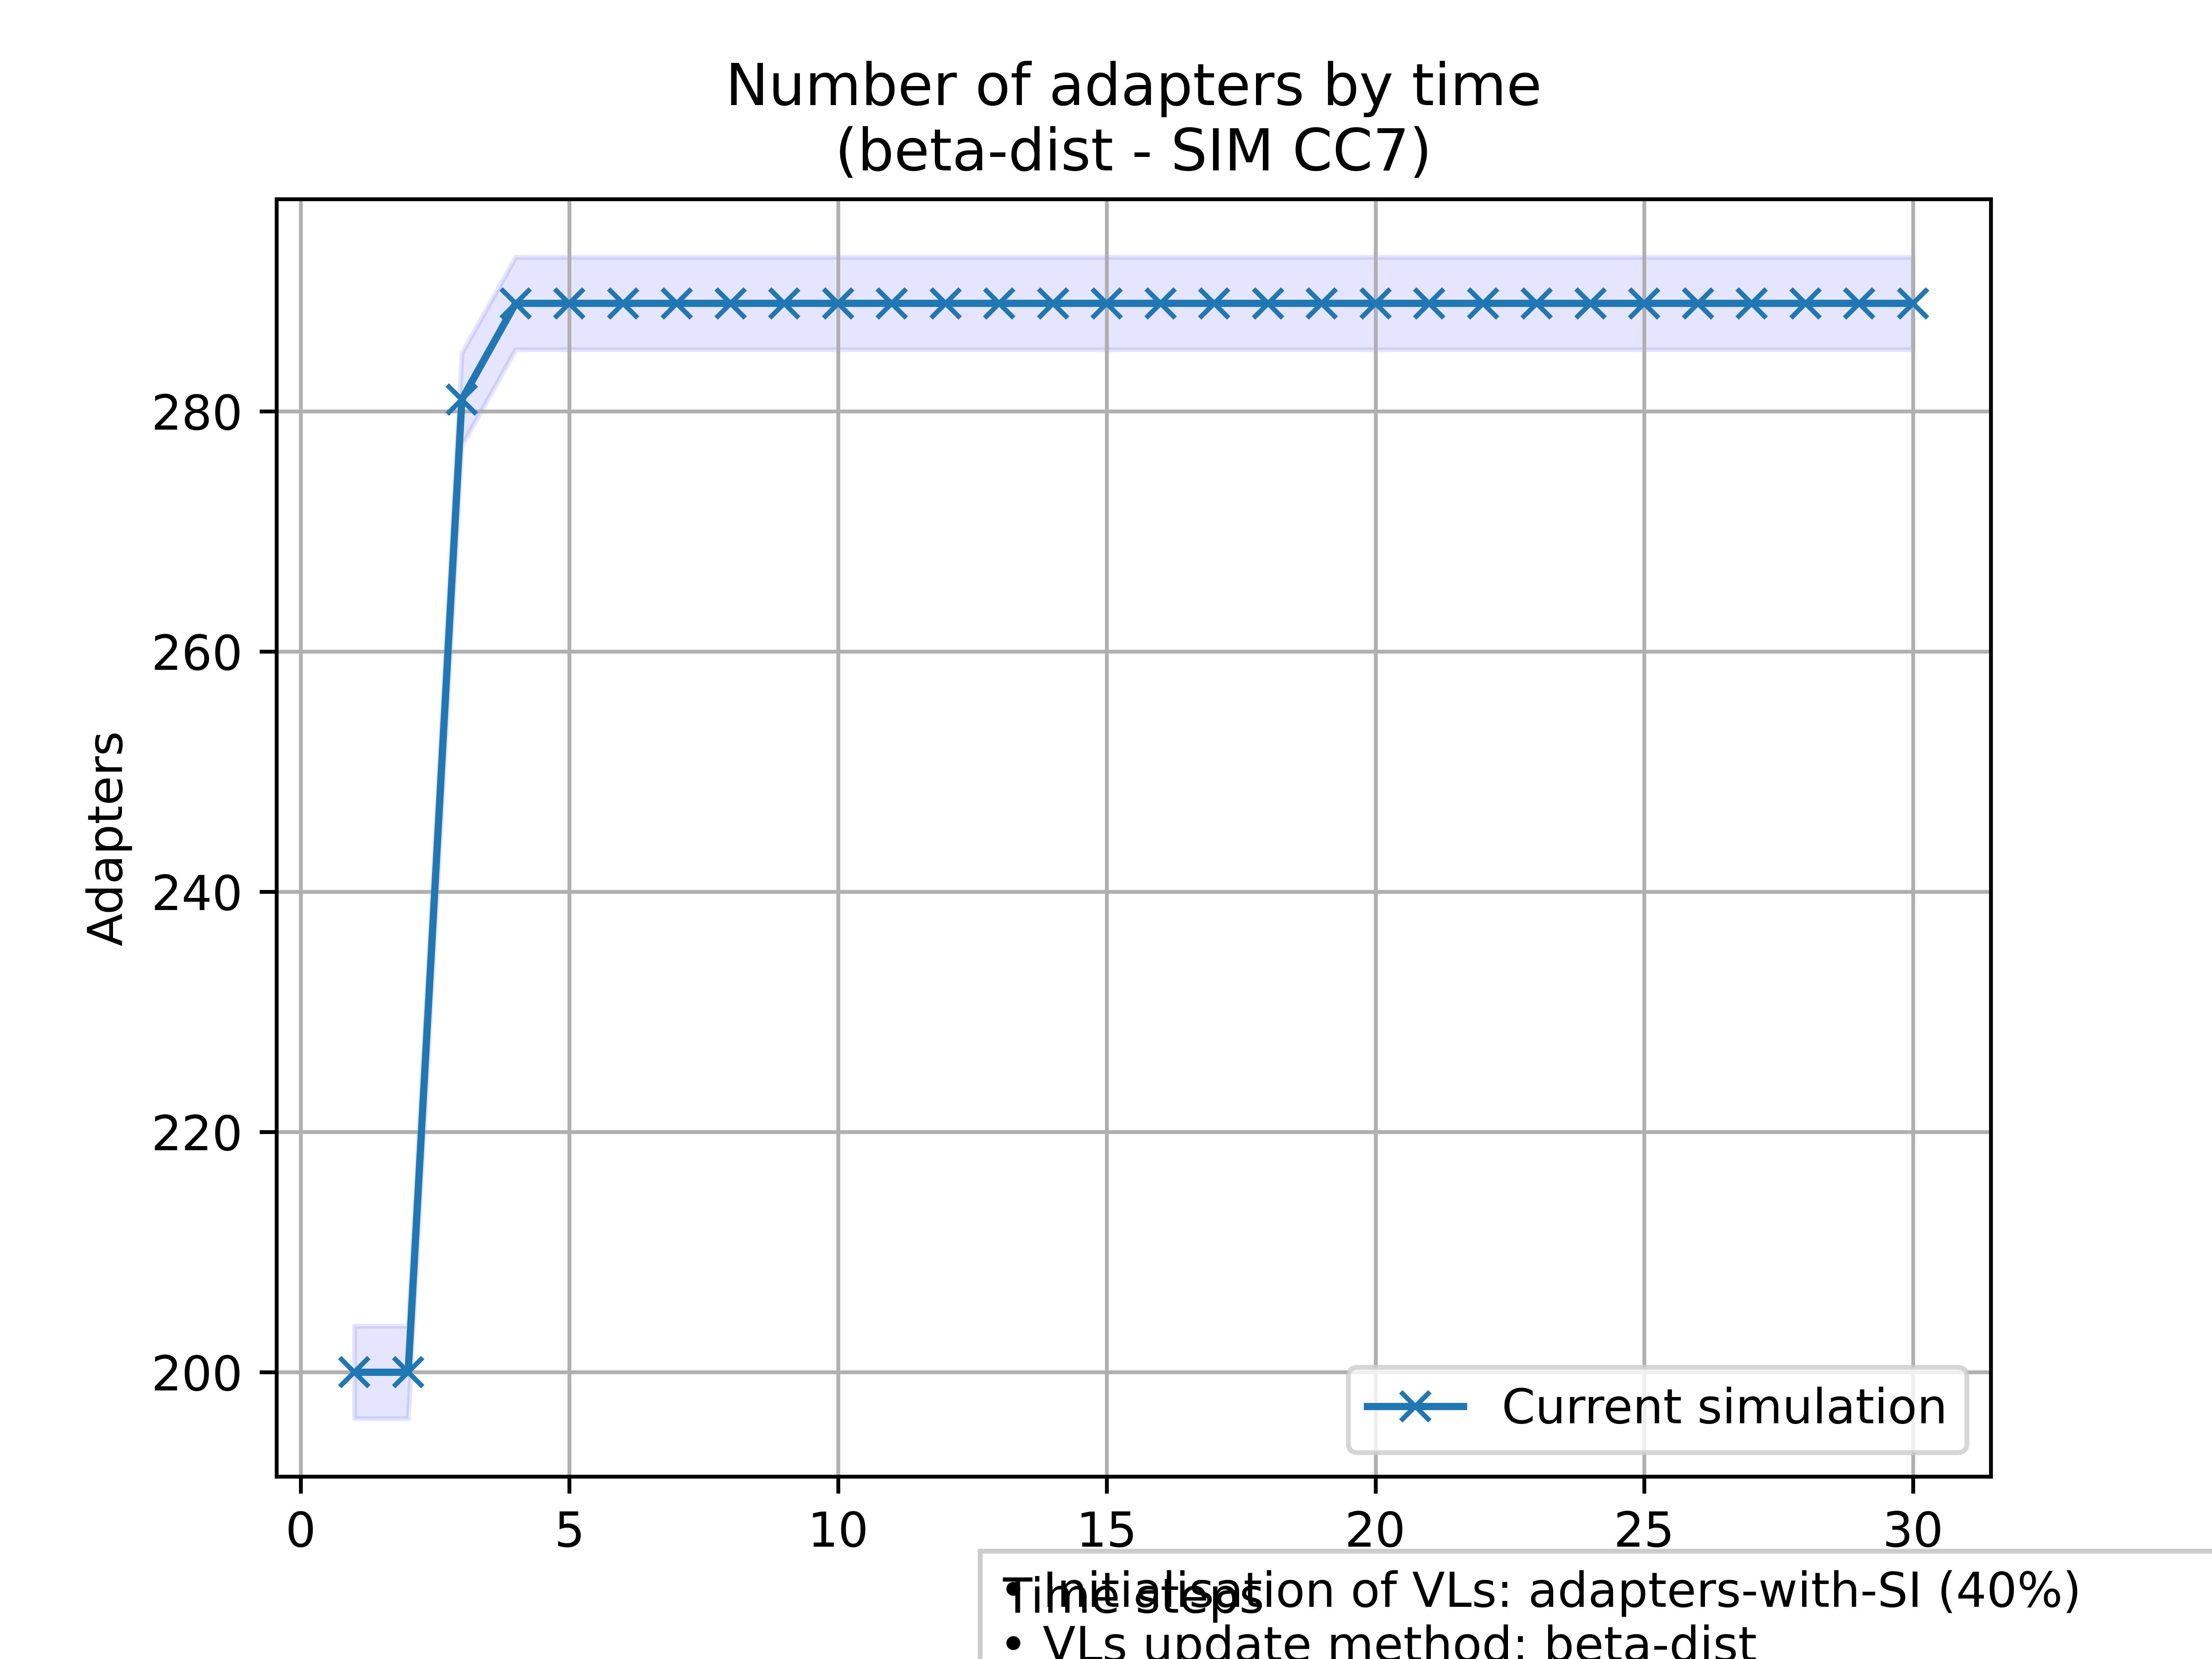 Number of adapters by time
(beta-dist - SIM CC7)
Adapters
280
260
240
220
200
Current simulation
0 5 10 15 20 25 30
Time steps
• Initialisation of VLs: adapters-with-SI (40%)
• VLs update method: beta-dist